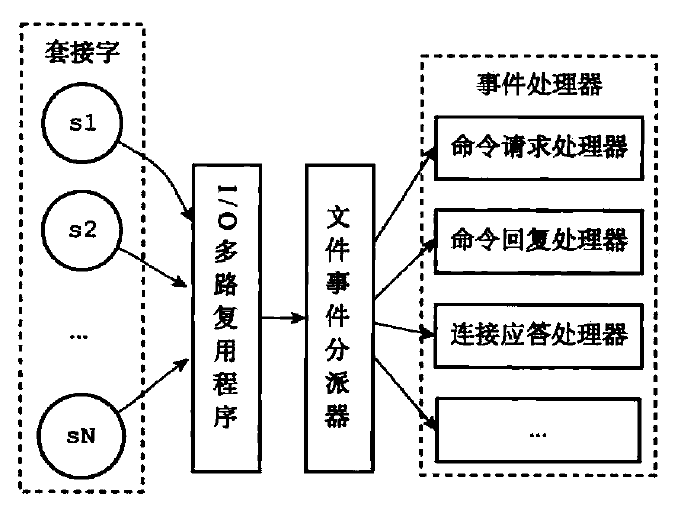 套接字
s1
s2
...
sN
I/O多路复用程序
文件事件分派器
事件处理器
命令请求处理器
命令回复处理器
连接应答处理器
...